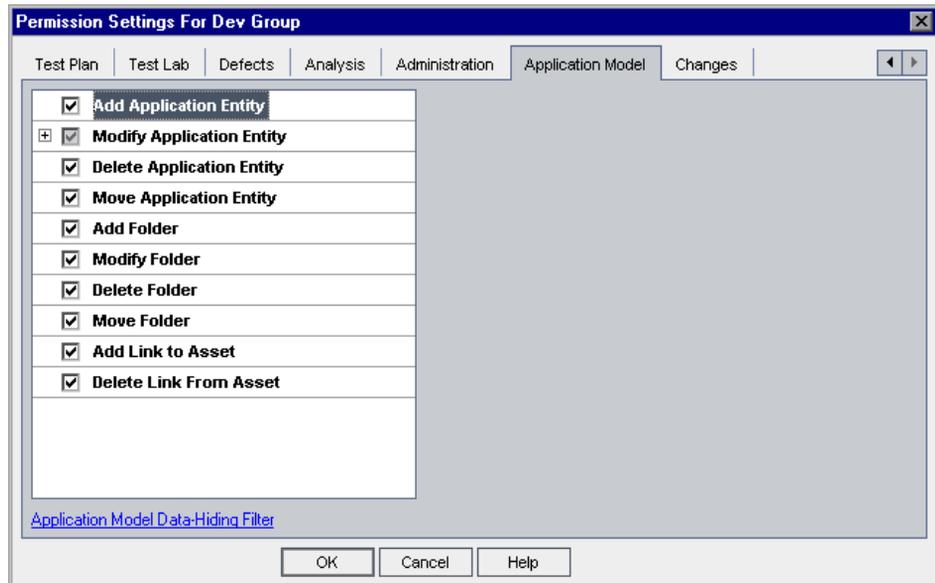 Permission Settings For Dev Group
Test Plan Test Lab Defects Analysis Administration Application Model Changes
Add Application Entity
Modify Application Entity
Delete Application Entity
Move Application Entity
Add Folder
Modify Folder
Delete Folder
Move Folder
Add Link to Asset
Delete Link From Asset
Application Model Data-Hiding Filter
OK Cancel Help